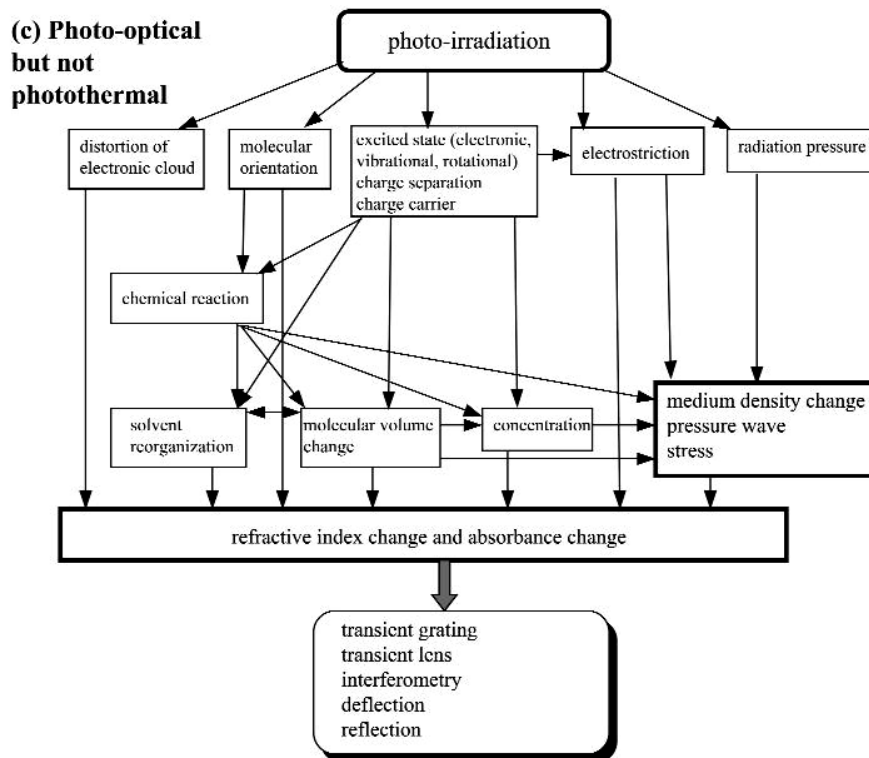 (c) Photo-optical
but not
photothermal
photo-irradiation
distortion of
electronic cloud
molecular
orientation
excited state (electronic,
vibrational, rotational)
charge separation
charge carrier
electrostriction
radiation pressure
chemical reaction
solvent
reorganization
molecular volume
change
concentration
medium density change
pressure wave
stress
refractive index change and absorbance change
transient grating
transient lens
interferometry
deflection
reflection